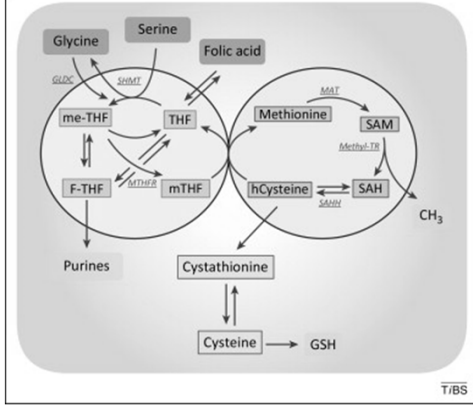 Serine
Glycine
Folic acid
GLDC
SHMT
MAT
me-THF
THF
Methionine
SAM
Methyl-TR
F-THF
MTHFR
mTHF
hCysteine
SAH
SAHH
CH3
Purines
Cystathionine
Cysteine
GSH
TiBS